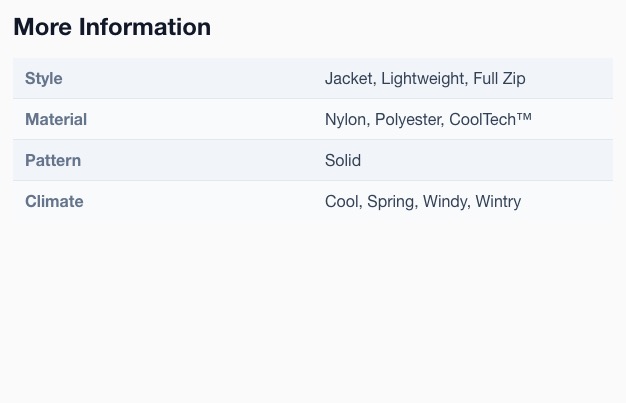 More Information
Style Jacket, Lightweight, Full Zip
Material Nylon, Polyester, CoolTech™
Pattern Solid
Climate Cool, Spring, Windy, Wintry